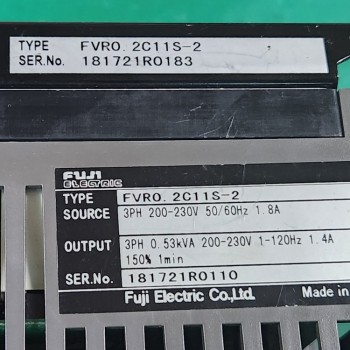 TYPE FVR0. 2C11S-2
SER.No. 181721R0183
FUJI
ELECTRIC
TYPE FVR0. 2C11S-2
SOURCE 3PH 200-230V 50/60Hz 1.8A
OUTPUT 3PH 0.53kVA 200-230V 1-120Hz 1.4A
150% 1min
SER.No. 181721R0110
Fuji Electric Co.,Ltd. Made in